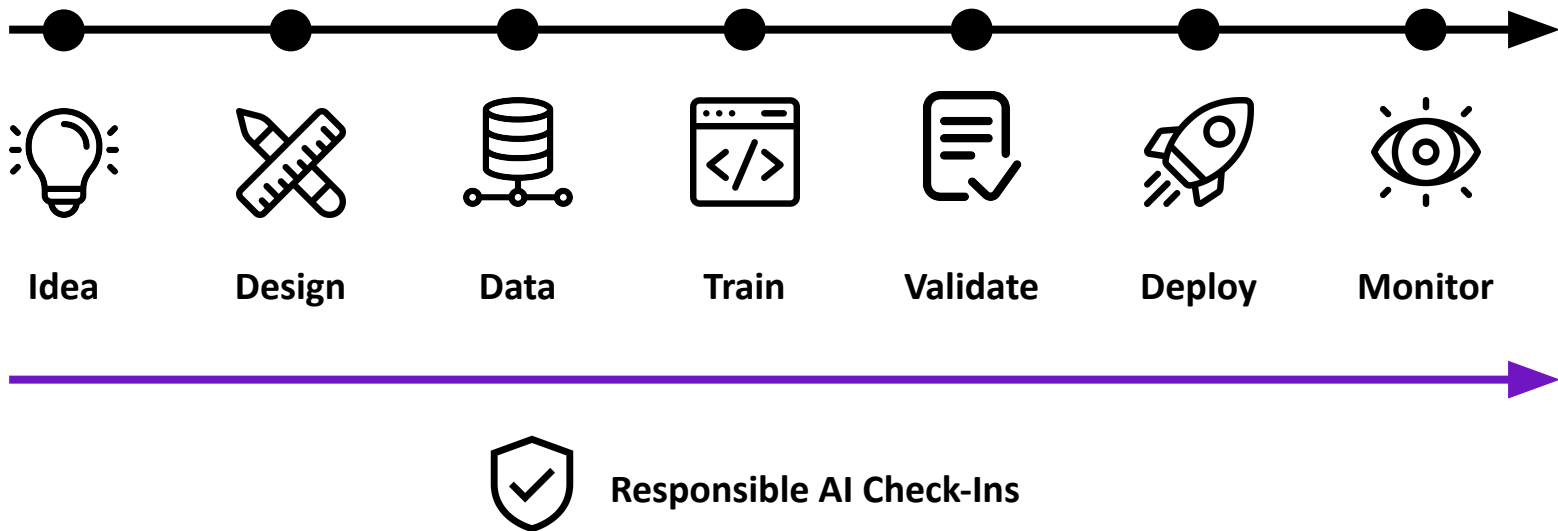 Idea
Design
Data
Train
Validate
Deploy
Monitor
Responsible AI Check-Ins